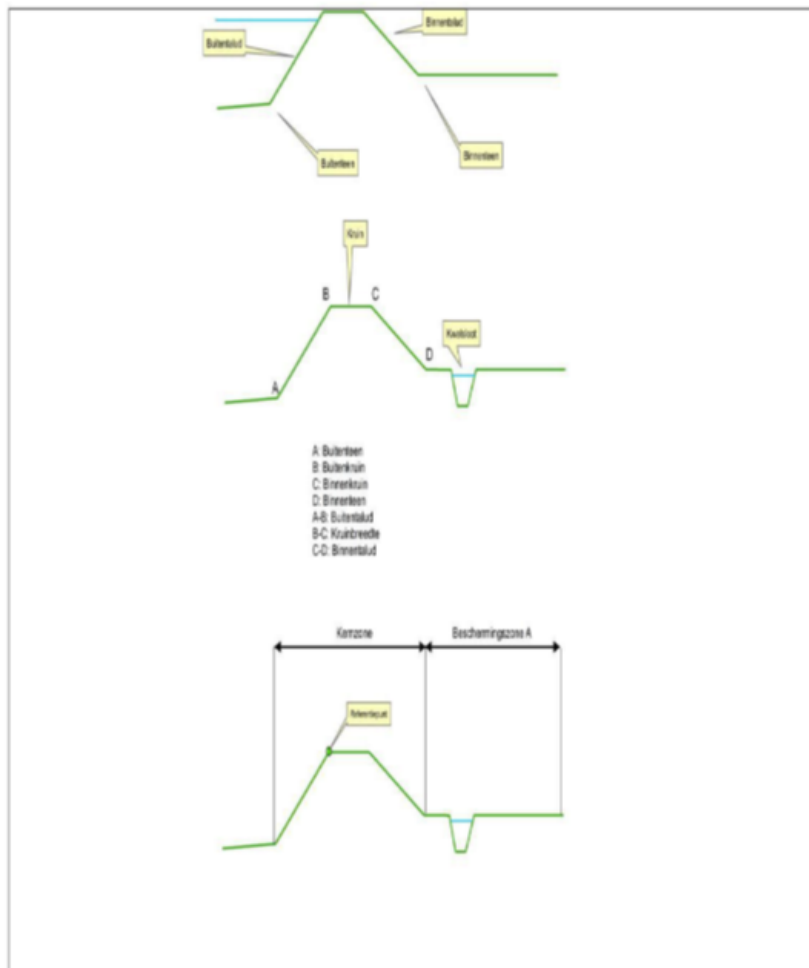 Binnentalud
Buitentalud
Buitenteen
Binnenteen
Kruin
B C
Kwelsloot
D
A
A: Buitenteen
B: Buitenkruin
C: Binnenkruin
D: Binnenteen
A-B: Buitentalud
B-C: Kruinbreedte
C-D: Binnentalud
Kernzone Beschermingszone A
Referentiepunt